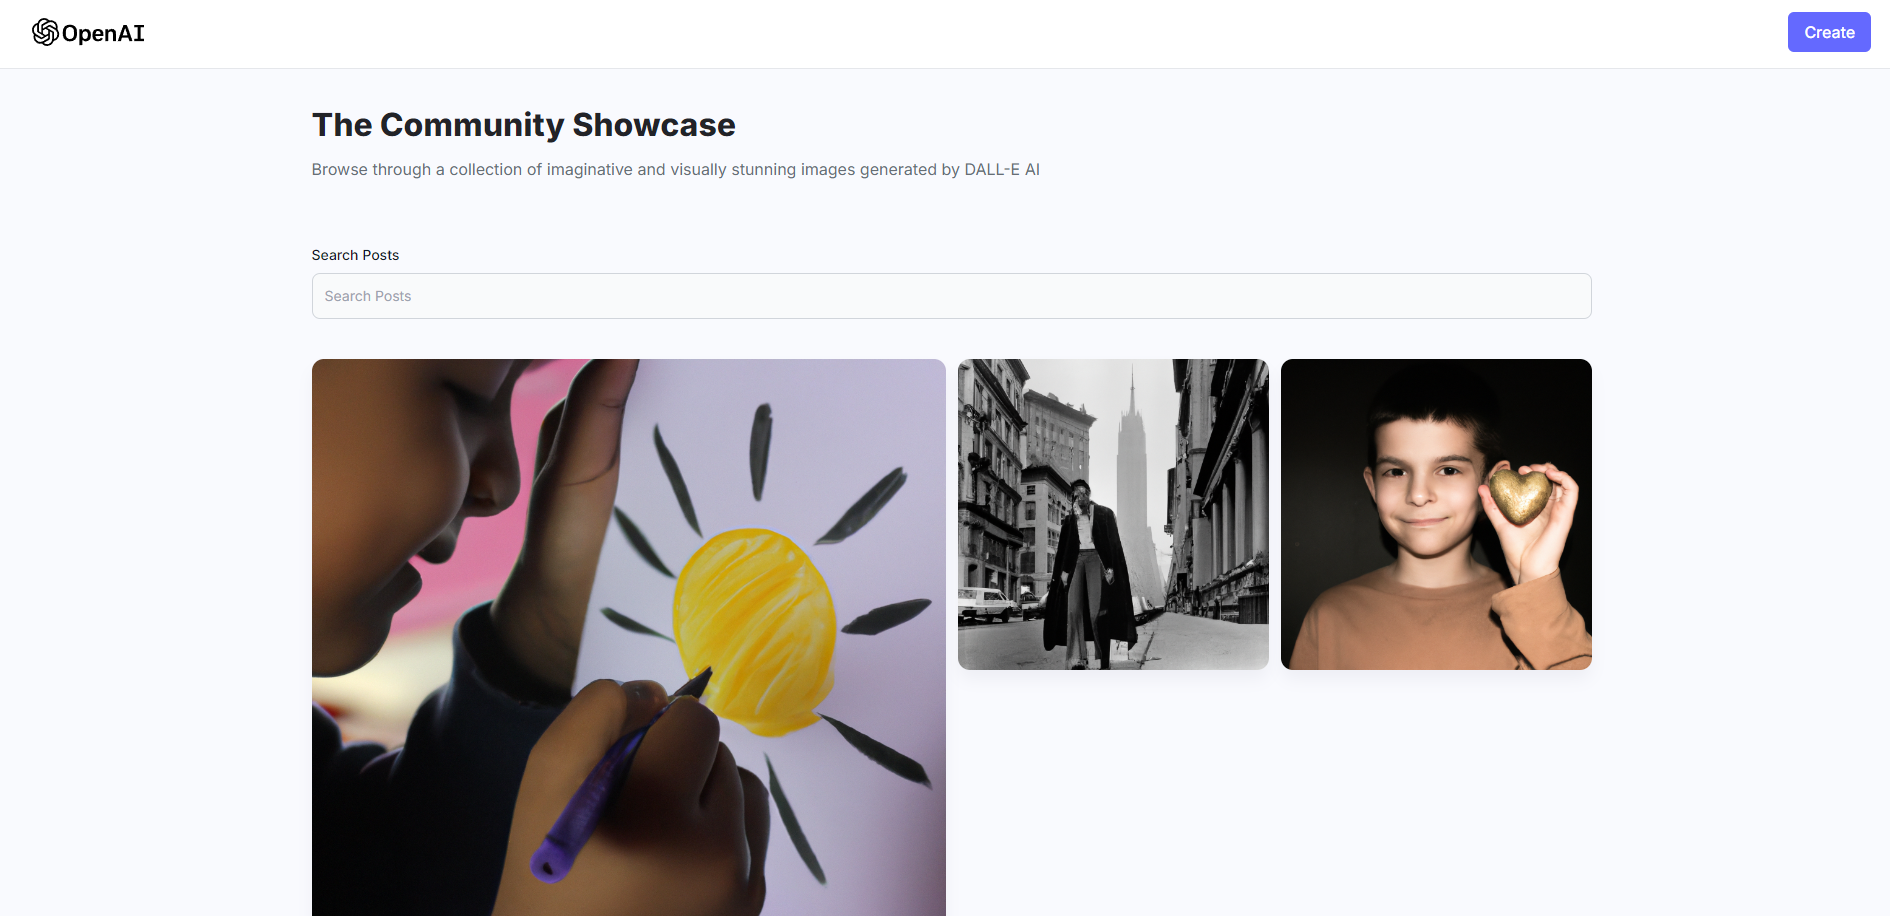 OpenAI
Create
The Community Showcase
Browse through a collection of imaginative and visually stunning images generated by DALL-E AI
Search Posts
Search Posts